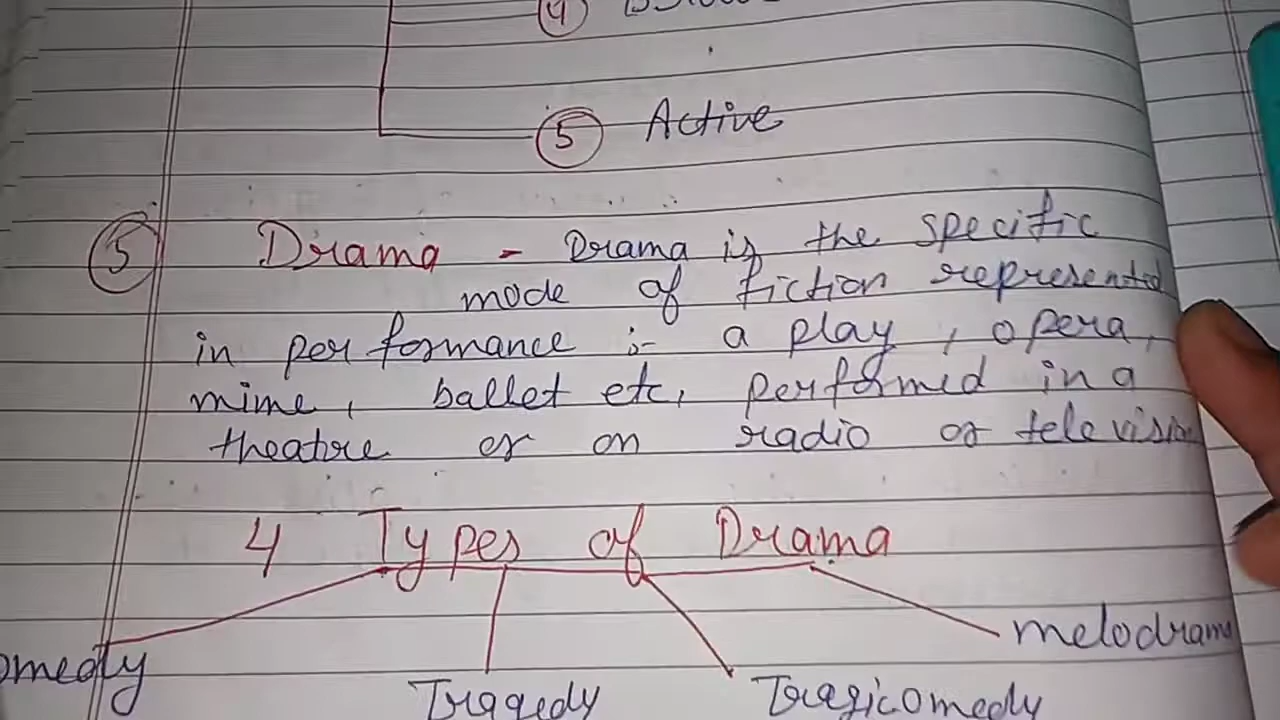 4
5 Active
5 Drama - Drama is the specific
mode of fiction represented
in performance :- a play, opera,
mime, ballet etc, performed in a
theatre or on radio or television
4 Types of Drama
melodrama
omedy
Tragedy
Tragicomedy